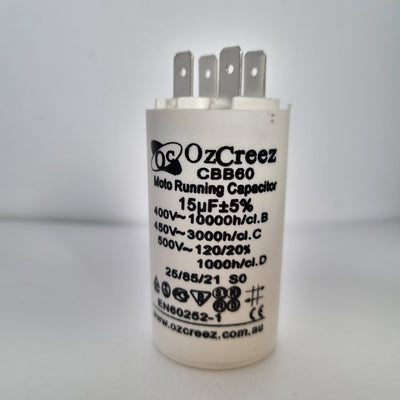 OC OzCreez
CBB60
Moto Running Capacitor
15µF±5%
400V~10000h/cl.B
450V~3000h/cl.C
500V~120/20%
1000h/cl.D
25/85/21 S0
EN60252-1
www.ozcreez.com.au